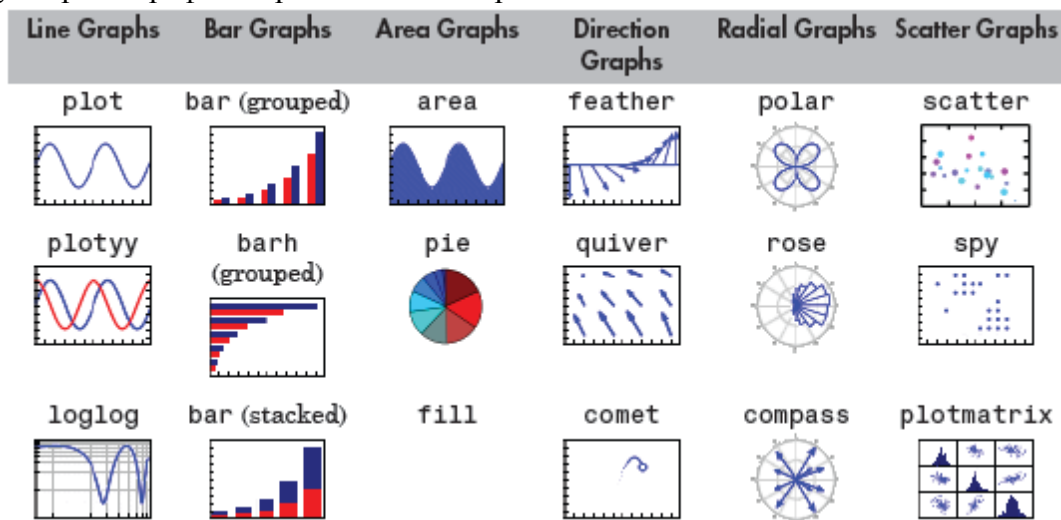 Line Graphs Bar Graphs Area Graphs Direction Graphs Radial Graphs Scatter Graphs
plot bar (grouped) area feather polar scatter
plotyy barh (grouped) pie quiver rose spy
loglog bar (stacked) fill comet compass plotmatrix